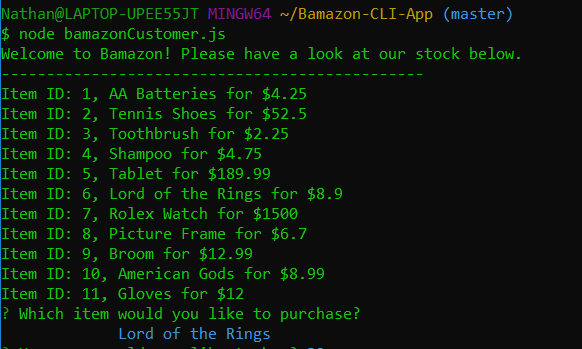 Nathan@LAPTOP-UPEE55JT MINGW64 ~/Bamazon-CLI-App (master)
$ node bamazonCustomer.js
Welcome to Bamazon! Please have a look at our stock below.
-----------------------------------------------
Item ID: 1, AA Batteries for $4.25
Item ID: 2, Tennis Shoes for $52.5
Item ID: 3, Toothbrush for $2.25
Item ID: 4, Shampoo for $4.75
Item ID: 5, Tablet for $189.99
Item ID: 6, Lord of the Rings for $8.9
Item ID: 7, Rolex Watch for $1500
Item ID: 8, Picture Frame for $6.7
Item ID: 9, Broom for $12.99
Item ID: 10, American Gods for $8.99
Item ID: 11, Gloves for $12
? Which item would you like to purchase?
Lord of the Rings